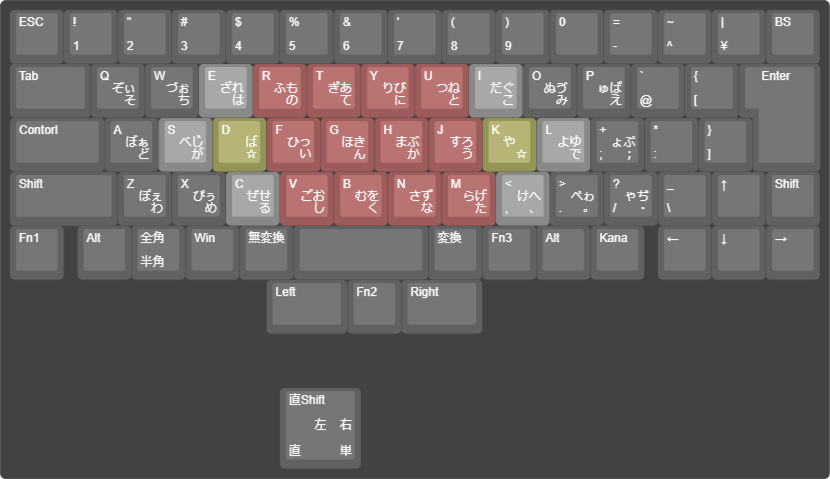 ESC ! " # $ % & ' ( ) 0 = ~ | BS
1 2 3 4 5 6 7 8 9 - ^ ¥
Tab Q W E R T Y U I O P ` { Enter
ぞぃ づぉ ざれ ふも ぎあ りび つね だぐ ぬゔ ゅぱ
そ ち は の て に と こ み え @ [
Contorl A S D F G H J K L + * }
ぼぁ べじ ば ひっ ほき まぶ すろ や よゆ ょぷ
ど が ☆ い ん か う ☆ で ; ； : ]
Shift Z X C V B N M < > ? _ ↑ Shift
ぽぇ ぴぅ ぜせ ごお むを さず らげ けへ ぺゎ ゃぢ
わ め る し く な た , 、 . 。 / ・ \
Fn1 Alt 全角 Win 無変換 変換 Fn3 Alt Kana ← ↓ →
半角
Left Fn2 Right
直Shift
左 右
直 単